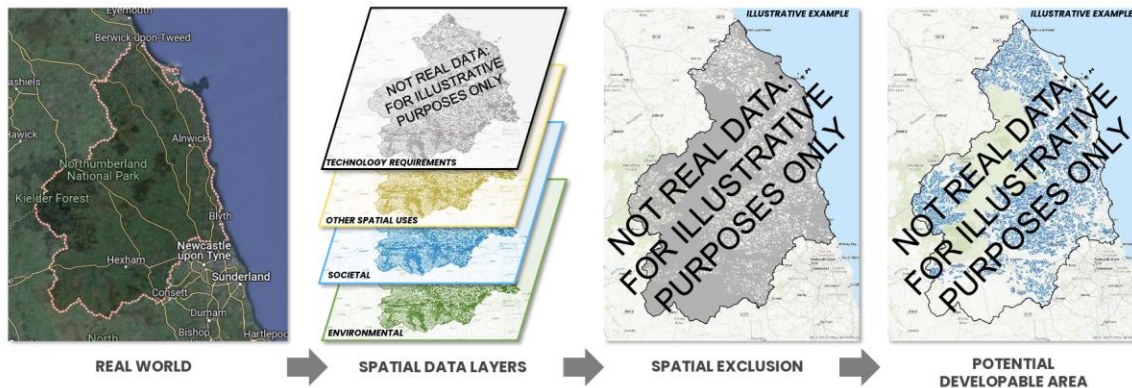 Eyemouth
Berwick-upon-Tweed
ashiels
Hawick
Alnwick
Northumberland
National Park
Kielder Forest
Blyth
Newcastle
upon Tyne
Hexham
Sunderland
Consett
Durham
Hartlepoo
North
Bishop
NOT REAL DATA:
FOR ILLUSTRATIVE
PURPOSES ONLY
TECHNOLOGY REQUIREMENTS
OTHER SPATIAL USES
SOCIETAL
ENVIRONMENTAL
ILLUSTRATIVE EXAMPLE
NOT REAL DATA:
FOR ILLUSTRATIVE
PURPOSES ONLY
ILLUSTRATIVE EXAMPLE
NOT REAL DATA:
FOR ILLUSTRATIVE
PURPOSES ONLY
REAL WORLD
SPATIAL DATA LAYERS
SPATIAL EXCLUSION
POTENTIAL
DEVELOPABLE AREA